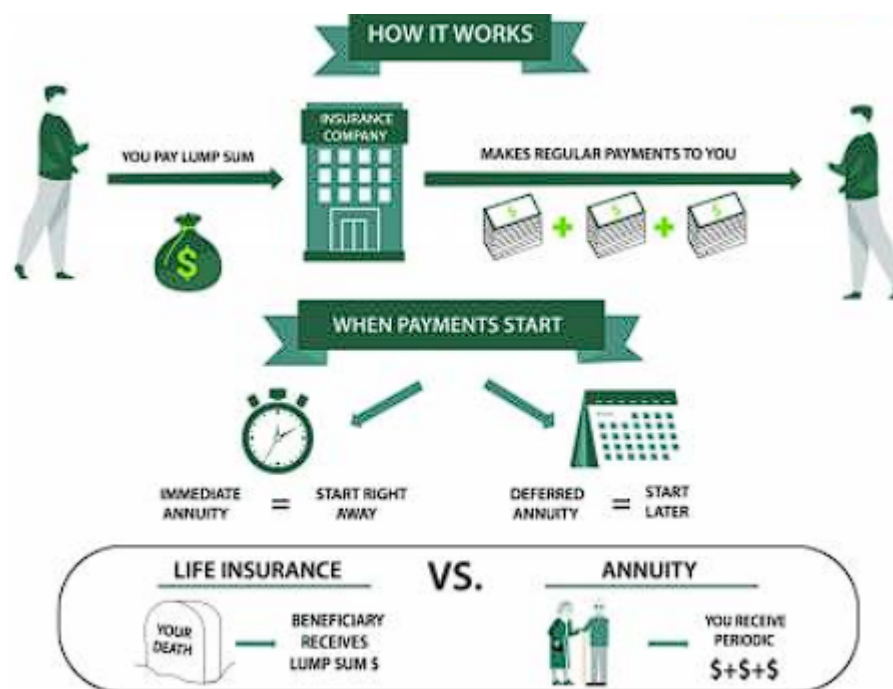 HOW IT WORKS
YOU PAY LUMP SUM
INSURANCE
COMPANY
MAKES REGULAR PAYMENTS TO YOU
$
$ + $ + $
WHEN PAYMENTS START
IMMEDIATE
ANNUITY
=
START RIGHT
AWAY
DEFERRED
ANNUITY
=
START
LATER
LIFE INSURANCE
VS.
ANNUITY
YOUR
DEATH
BENEFICIARY
RECEIVES
LUMP SUM $
YOU RECEIVE
PERIODIC
$+$+$